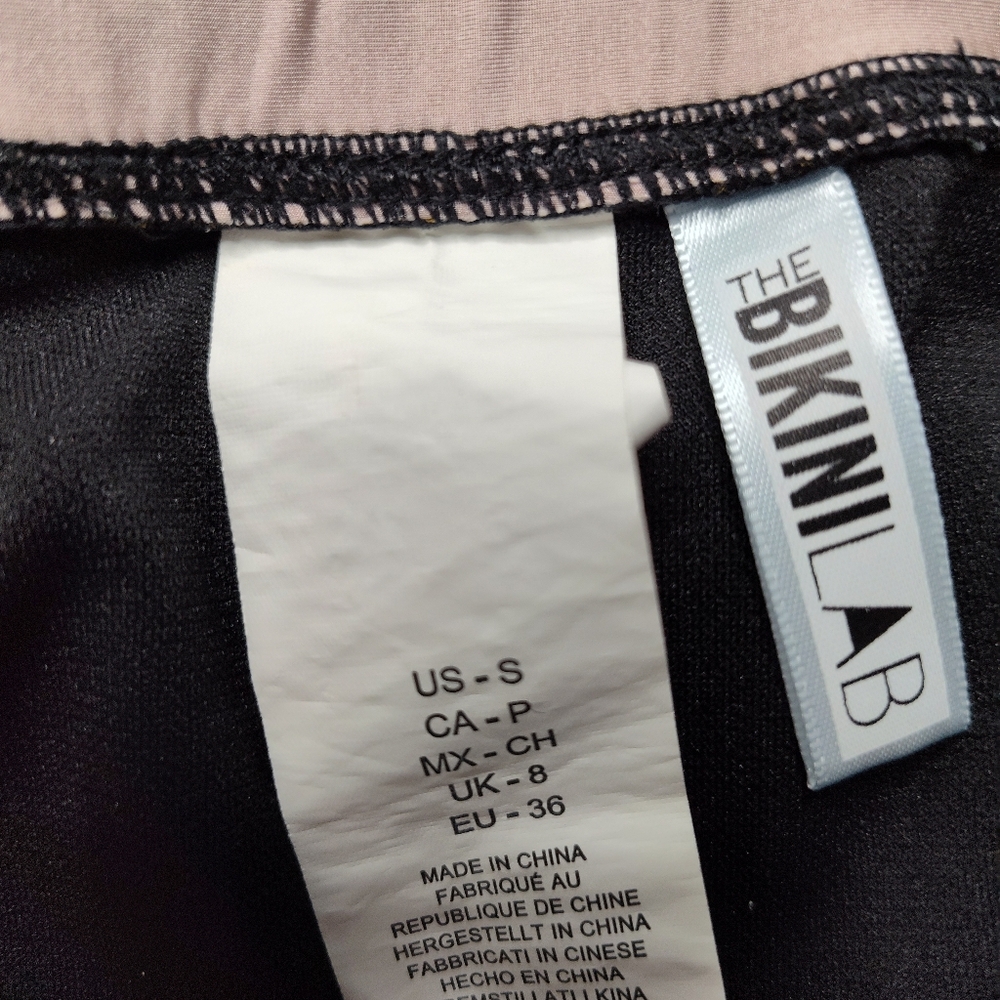 THE
BIKINILAB
US - S
CA - P
MX - CH
UK - 8
EU - 36
MADE IN CHINA
FABRIQUÉ AU
REPUBLIQUE DE CHINE
HERGESTELLT IN CHINA
FABBRICATI IN CINESE
HECHO EN CHINA